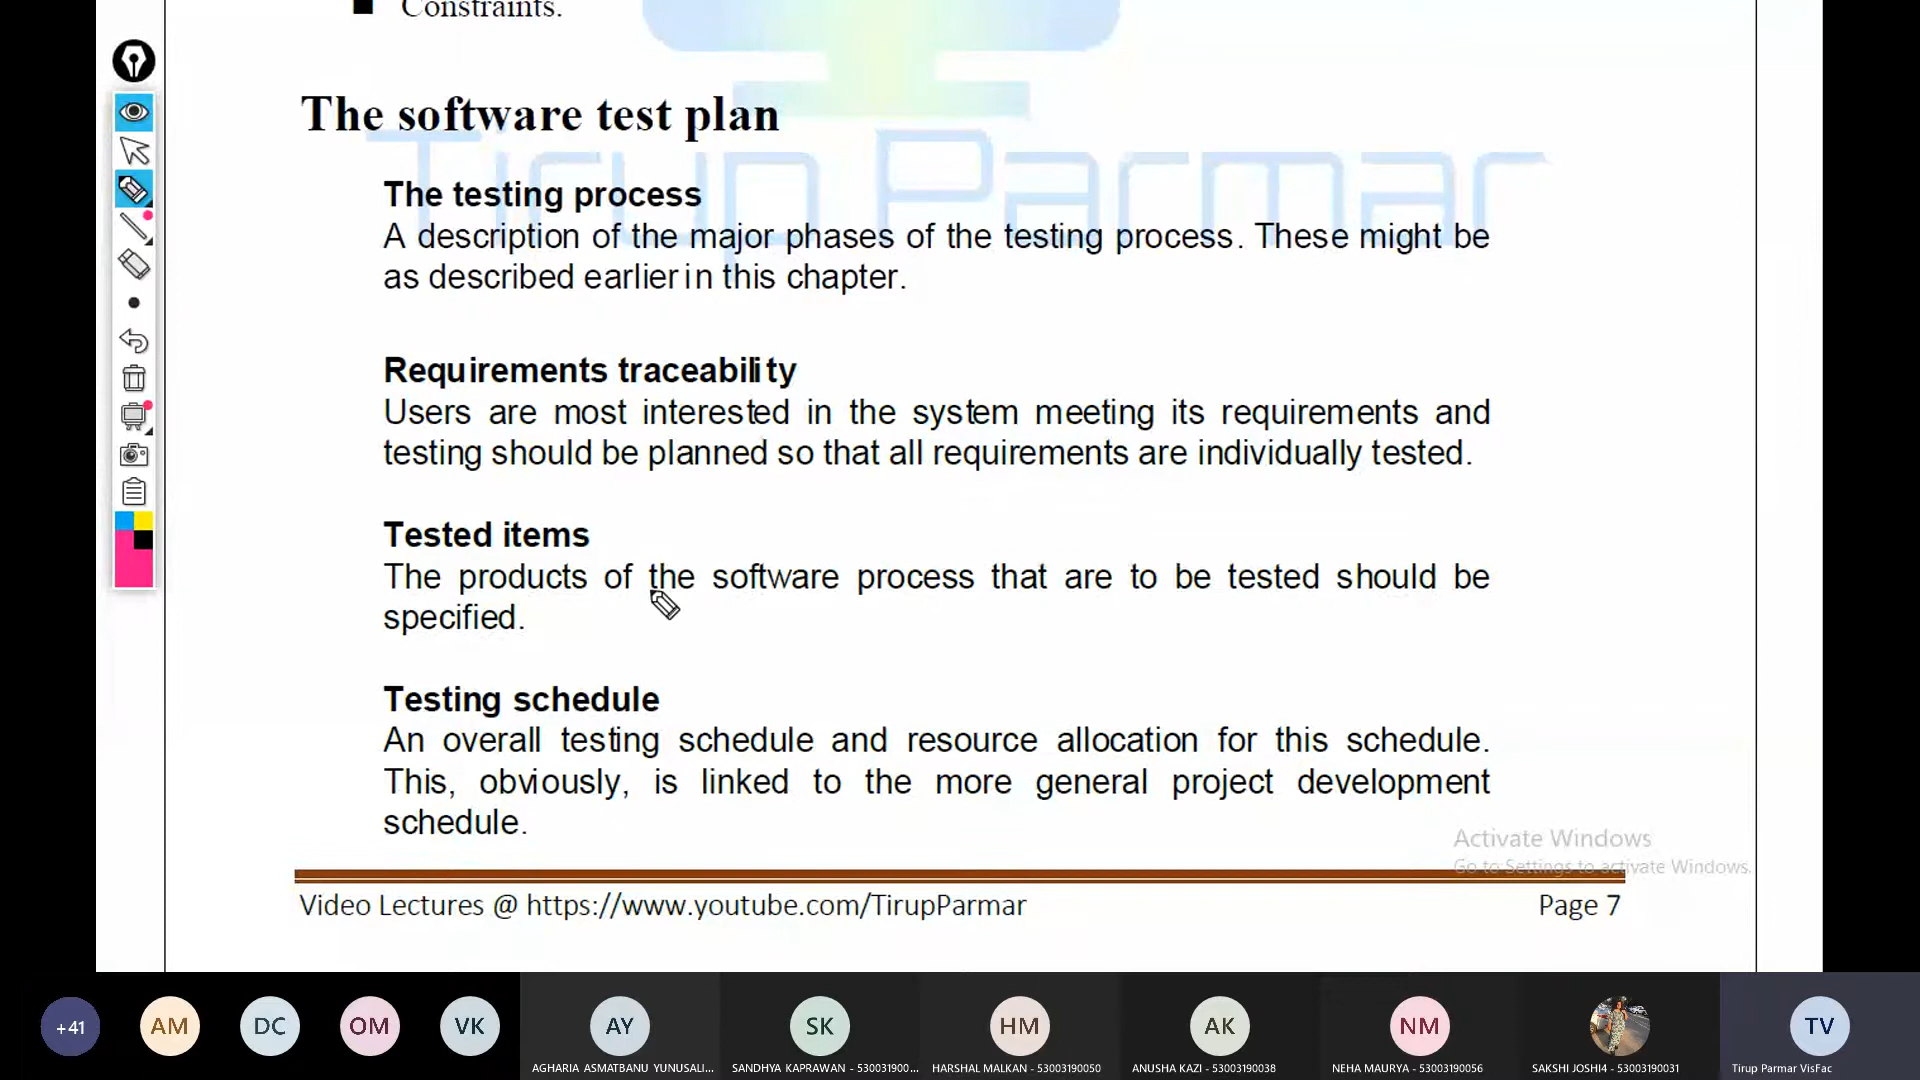 Constraints.
Tirup Parmar
The software test plan
The testing process
A description of the major phases of the testing process. These might be
as described earlier in this chapter.
Requirements traceability
Users are most interested in the system meeting its requirements and
testing should be planned so that all requirements are individually tested.
Tested items
The products of the software process that are to be tested should be
specified.
Testing schedule
An overall testing schedule and resource allocation for this schedule.
This, obviously, is linked to the more general project development
schedule.
Activate Windows
Go to Settings to activate Windows.
Video Lectures @ https://www.youtube.com/TirupParmar
Page 7
+41
AM
DC
OM
VK
AY
SK
HM
AK
NM
TV
AGHARIA ASMATBANU YUNUSALI...
SANDHYA KAPRAWAN - 530031900...
HARSHAL MALKAN - 53003190050
ANUSHA KAZI - 53003190038
NEHA MAURYA - 53003190056
SAKSHI JOSHI4 - 53003190031
Tirup Parmar VisFac